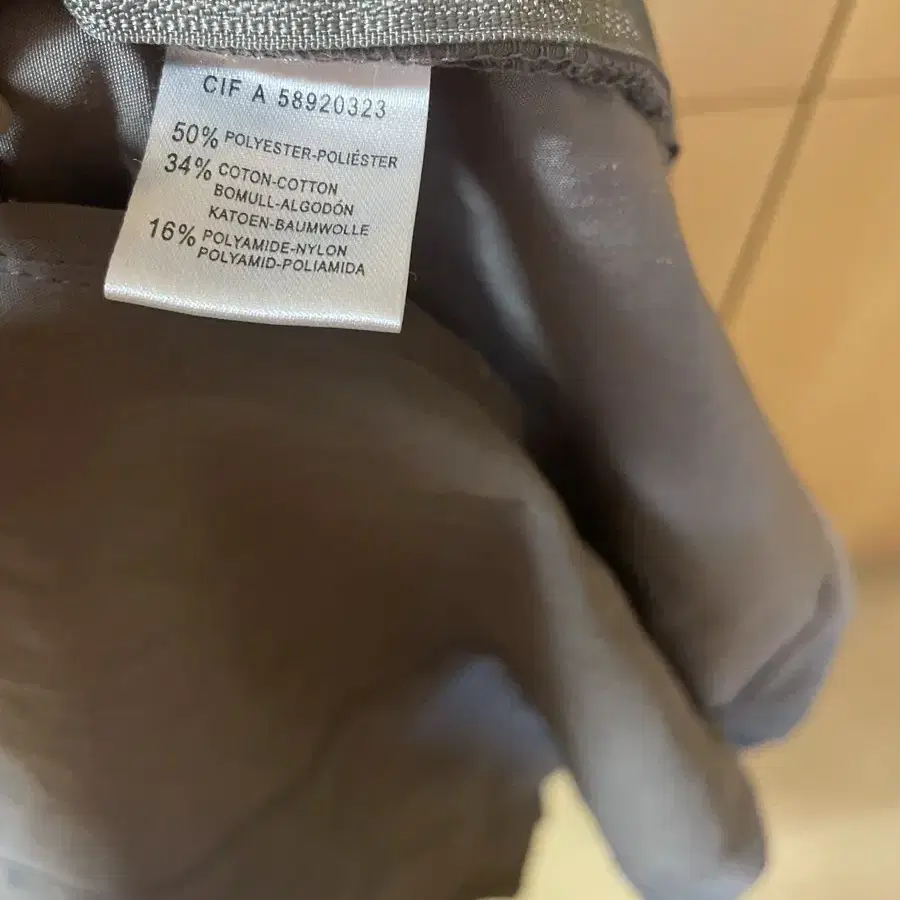 CIF A 58920323
50% POLYESTER-POLIÉSTER
34% COTON-COTTON
BOMULL-ALGODÓN
KATOEN-BAUMWOLLE
16% POLYAMIDE-NYLON
POLYAMID-POLIAMIDA